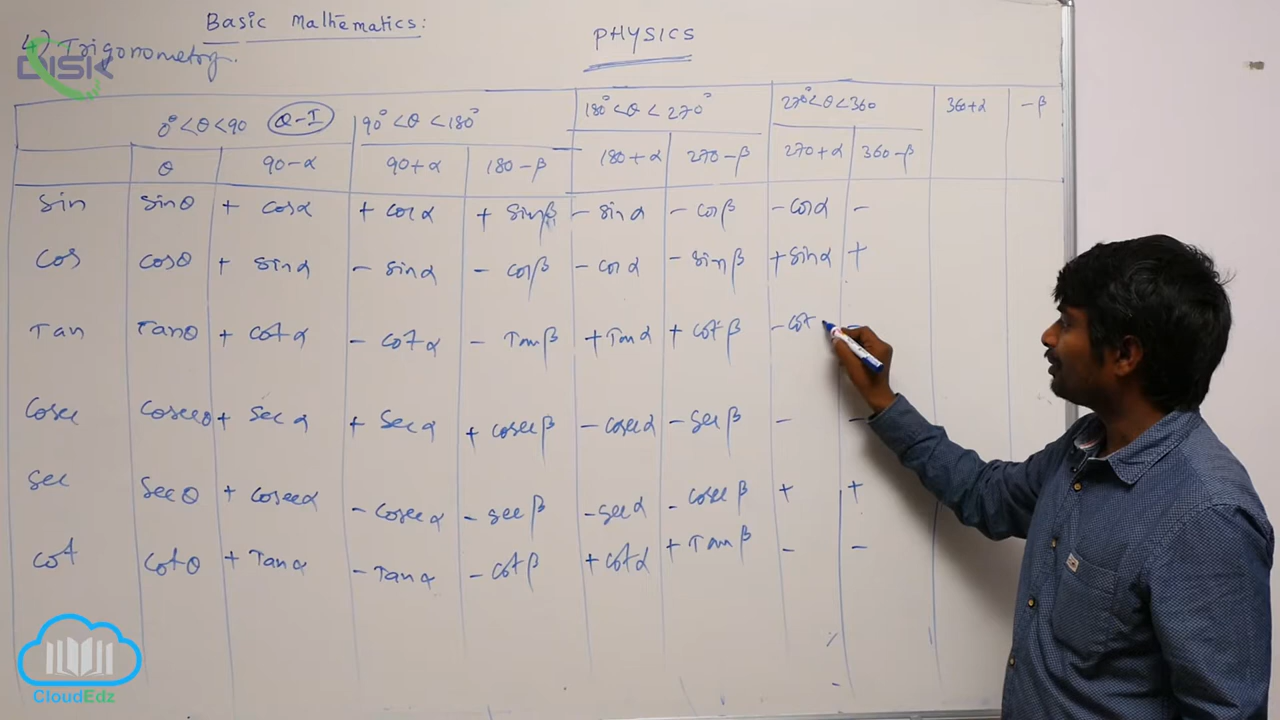 Basic Mathematics:
PHYSICS
4) Trigonometry.
DISK
0° < θ < 90 Q-I 90° < θ < 180° 180° < θ < 270° 270° < θ < 360 360+α -β
θ 90-α 90+α 180-β 180+α 270-β 270+α 360-β
sin sinθ + cosα + cosα + sinβ - sinα - cosβ - cosα -
cos cosθ + sinα - sinα - cosβ - cosα - sinβ + sinα +
Tan Tanθ + cotα - cotα - Tanβ + Tanα + cotβ - cot
cosec cosecθ + secα + secα + cosecβ - cosecα - secβ - -
sec secθ + cosecα - cosecα - secβ - secα - cosecβ + +
cot cotθ + Tanα - Tanα - cotβ + cotα + Tanβ - -
CloudEdz